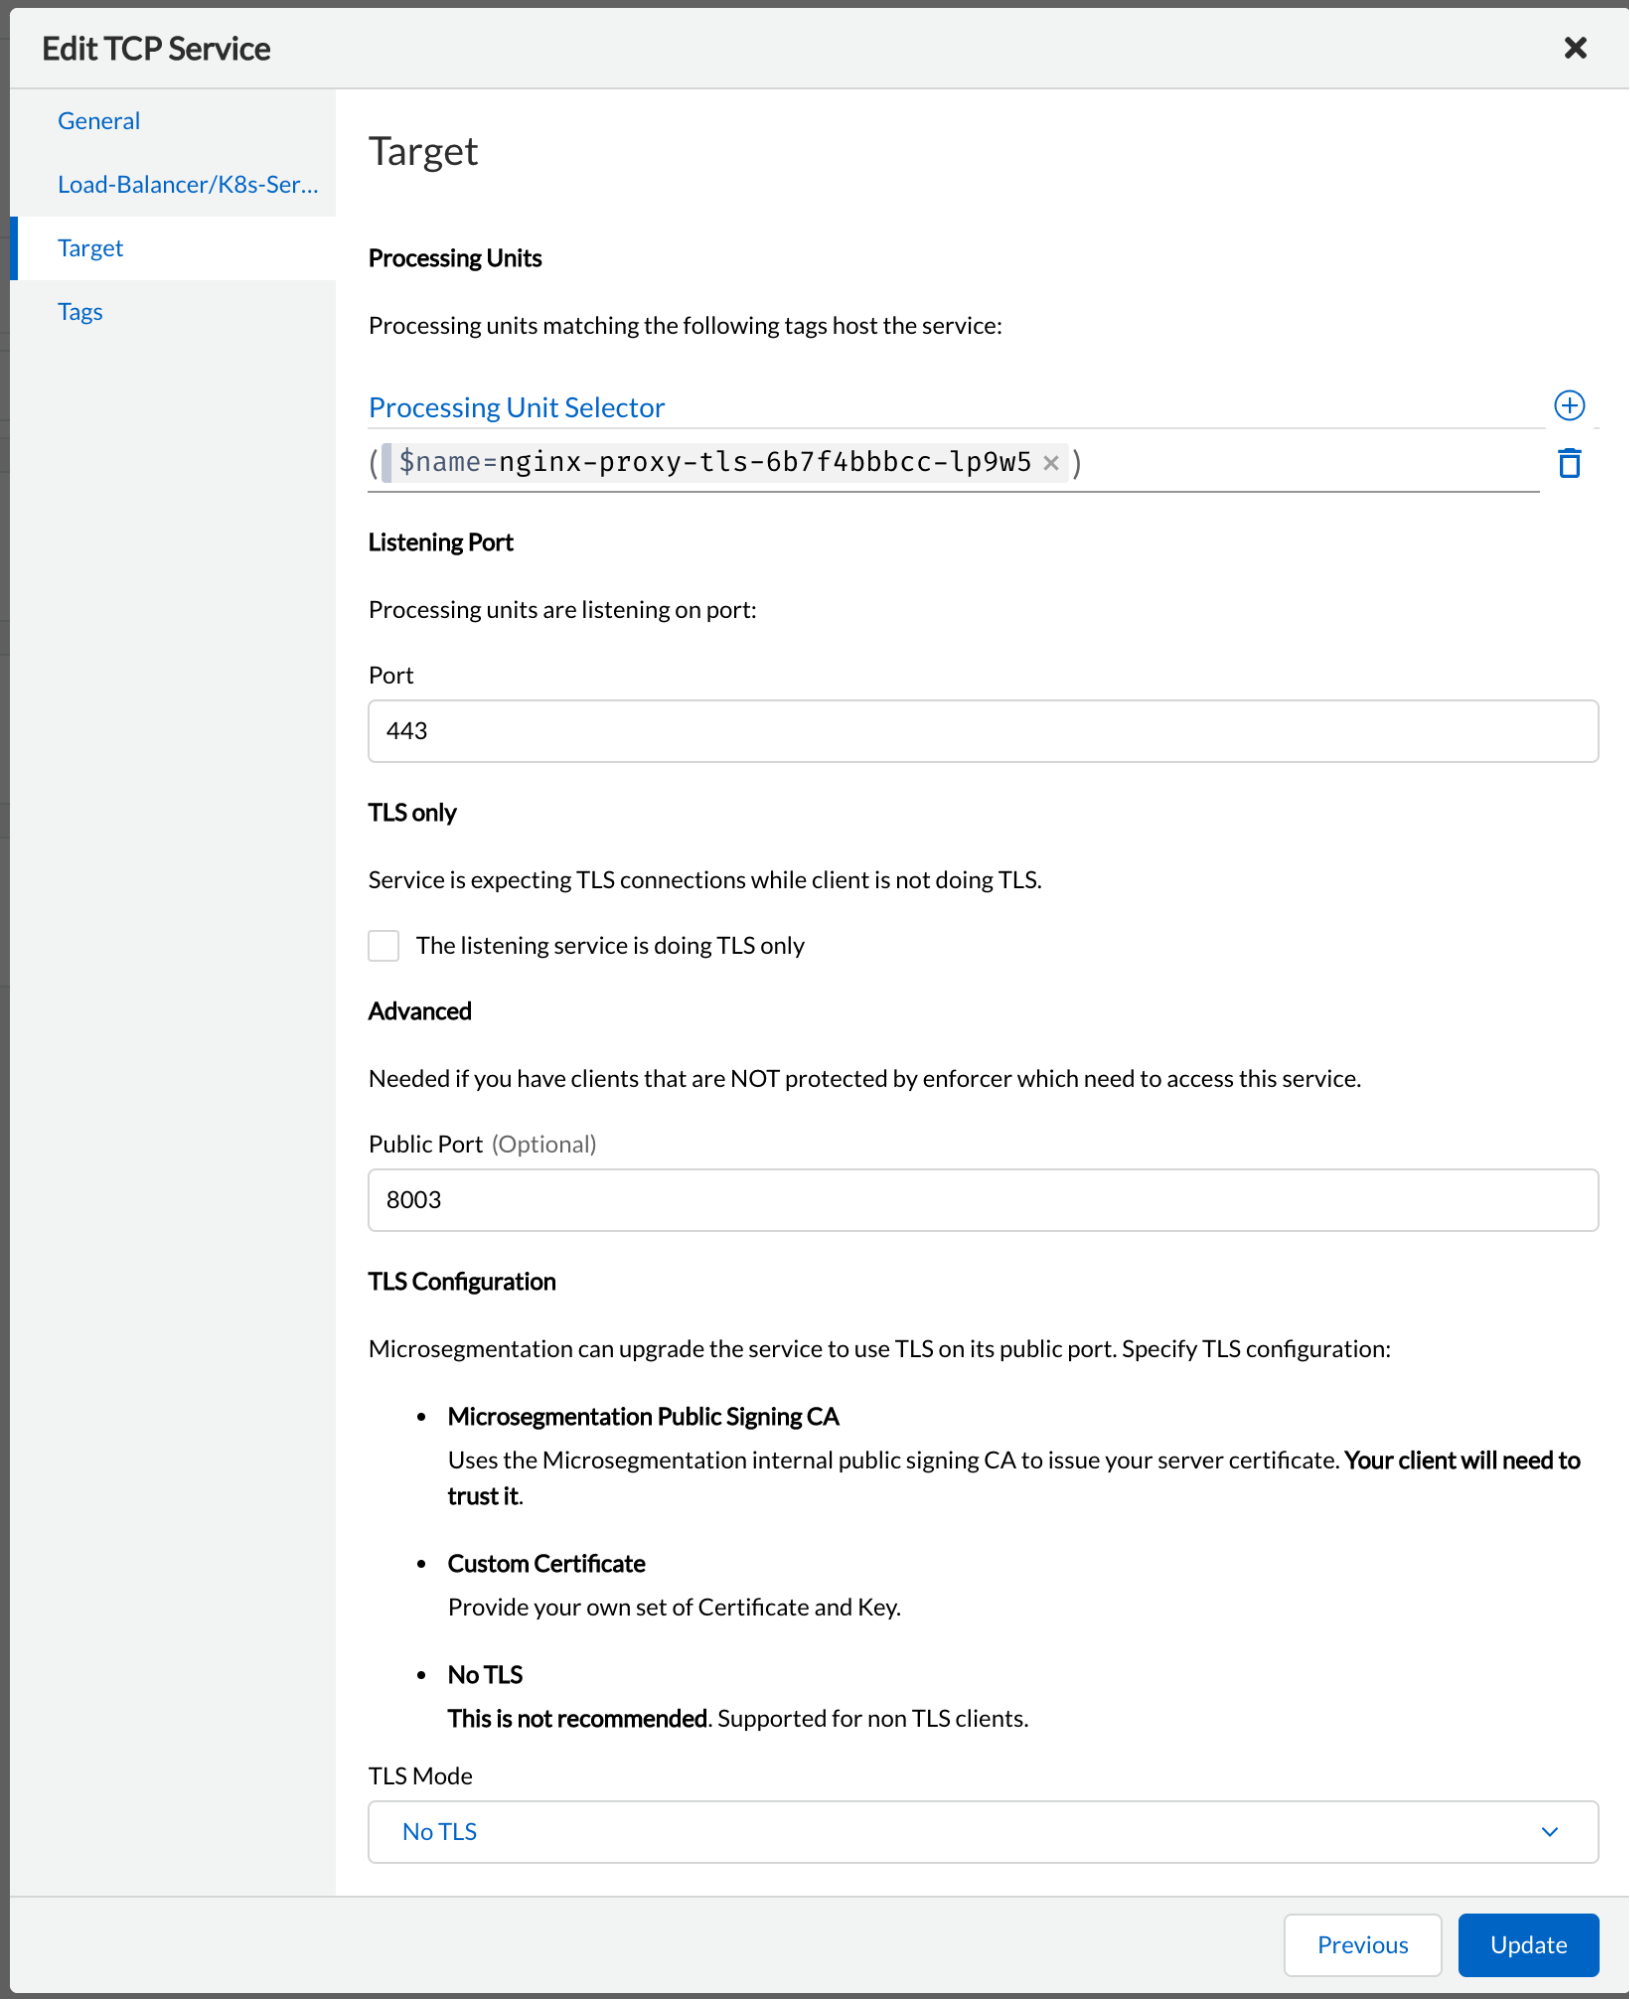 Edit TCP Service
General
Load-Balancer/K8s-Ser...
Target
Tags
Target
Processing Units
Processing units matching the following tags host the service:
Processing Unit Selector
( $name=nginx-proxy-tls-6b7f4bbbcc-lp9w5 × )
Listening Port
Processing units are listening on port:
Port
443
TLS only
Service is expecting TLS connections while client is not doing TLS.
The listening service is doing TLS only
Advanced
Needed if you have clients that are NOT protected by enforcer which need to access this service.
Public Port (Optional)
8003
TLS Configuration
Microsegmentation can upgrade the service to use TLS on its public port. Specify TLS configuration:
• Microsegmentation Public Signing CA
Uses the Microsegmentation internal public signing CA to issue your server certificate. Your client will need to
trust it.
• Custom Certificate
Provide your own set of Certificate and Key.
• No TLS
This is not recommended. Supported for non TLS clients.
TLS Mode
No TLS
Previous
Update